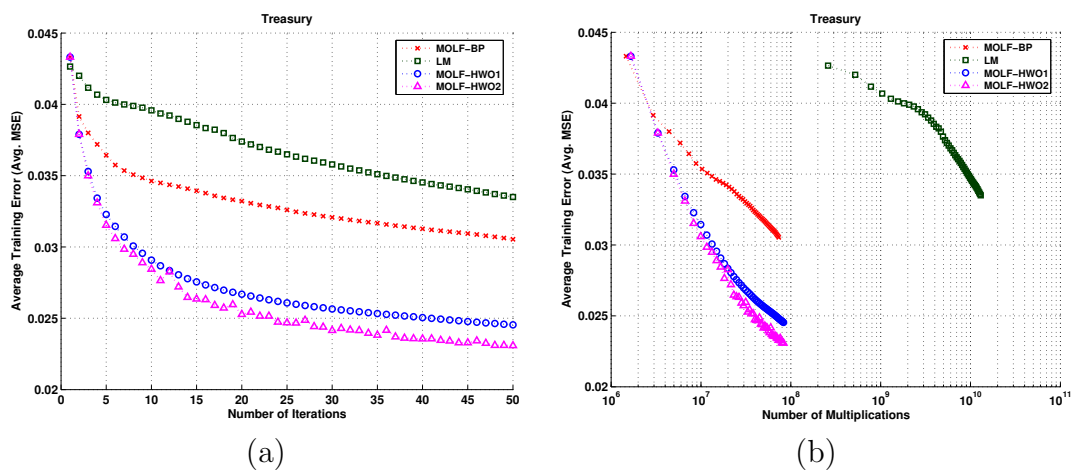 Treasury
0.045
0.04
0.035
0.03
0.025
0.02
Average Training Error (Avg. MSE)
MOLF-BP
LM
MOLF-HWO1
MOLF-HWO2
0 5 10 15 20 25 30 35 40 45 50
Number of Iterations
(a)
Treasury
0.045
0.04
0.035
0.03
0.025
0.02
Average Training Error (Avg. MSE)
MOLF-BP
LM
MOLF-HWO1
MOLF-HWO2
10^6 10^7 10^8 10^9 10^10 10^11
Number of Multiplications
(b)